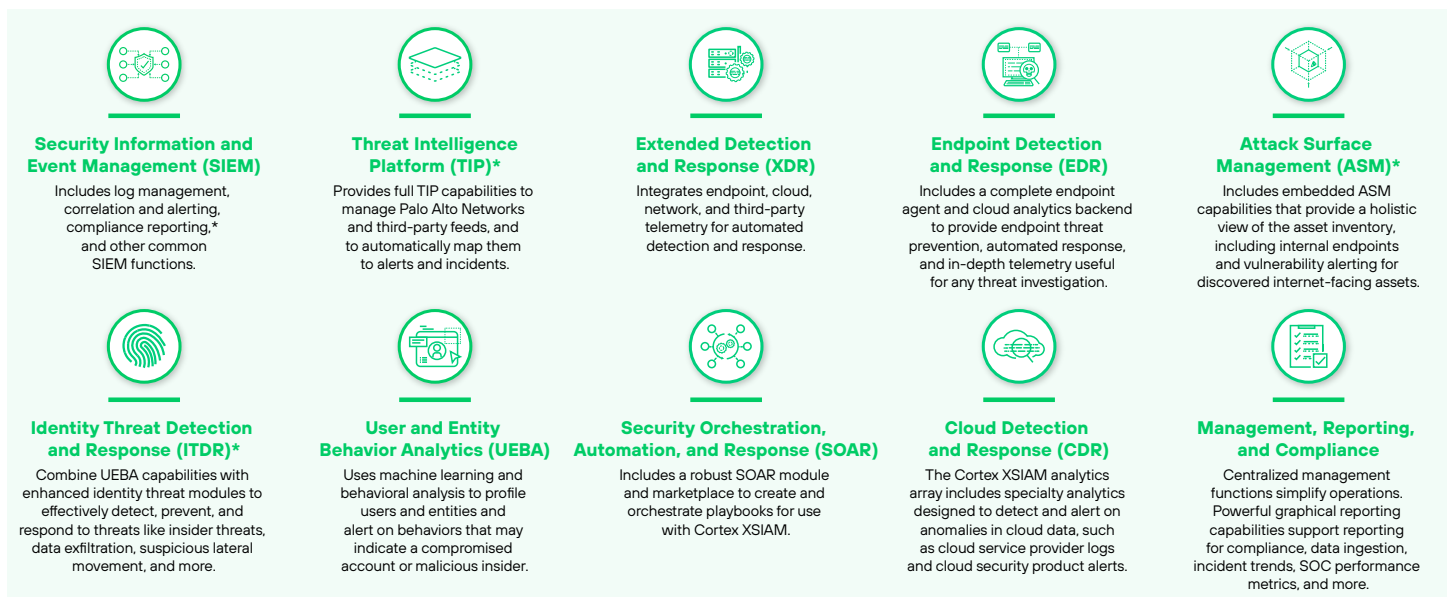 Security Information and
Event Management (SIEM)
Includes log management,
correlation and alerting,
compliance reporting,*
and other common
SIEM functions.
Threat Intelligence
Platform (TIP)*
Provides full TIP capabilities to
manage Palo Alto Networks
and third-party feeds, and
to automatically map them
to alerts and incidents.
Extended Detection
and Response (XDR)
Integrates endpoint, cloud,
network, and third-party
telemetry for automated
detection and response.
Endpoint Detection
and Response (EDR)
Includes a complete endpoint
agent and cloud analytics backend
to provide endpoint threat
prevention, automated response,
and in-depth telemetry useful
for any threat investigation.
Attack Surface
Management (ASM)*
Includes embedded ASM
capabilities that provide a holistic
view of the asset inventory,
including internal endpoints
and vulnerability alerting for
discovered internet-facing assets.
Identity Threat Detection
and Response (ITDR)*
Combine UEBA capabilities with
enhanced identity threat modules to
effectively detect, prevent, and
respond to threats like insider threats,
data exfiltration, suspicious lateral
movement, and more.
User and Entity
Behavior Analytics (UEBA)
Uses machine learning and
behavioral analysis to profile
users and entities and
alert on behaviors that may
indicate a compromised
account or malicious insider.
Security Orchestration,
Automation, and Response (SOAR)
Includes a robust SOAR module
and marketplace to create and
orchestrate playbooks for use
with Cortex XSIAM.
Cloud Detection
and Response (CDR)
The Cortex XSIAM analytics
array includes specialty analytics
designed to detect and alert on
anomalies in cloud data, such
as cloud service provider logs
and cloud security product alerts.
Management, Reporting,
and Compliance
Centralized management
functions simplify operations.
Powerful graphical reporting
capabilities support reporting
for compliance, data ingestion,
incident trends, SOC performance
metrics, and more.